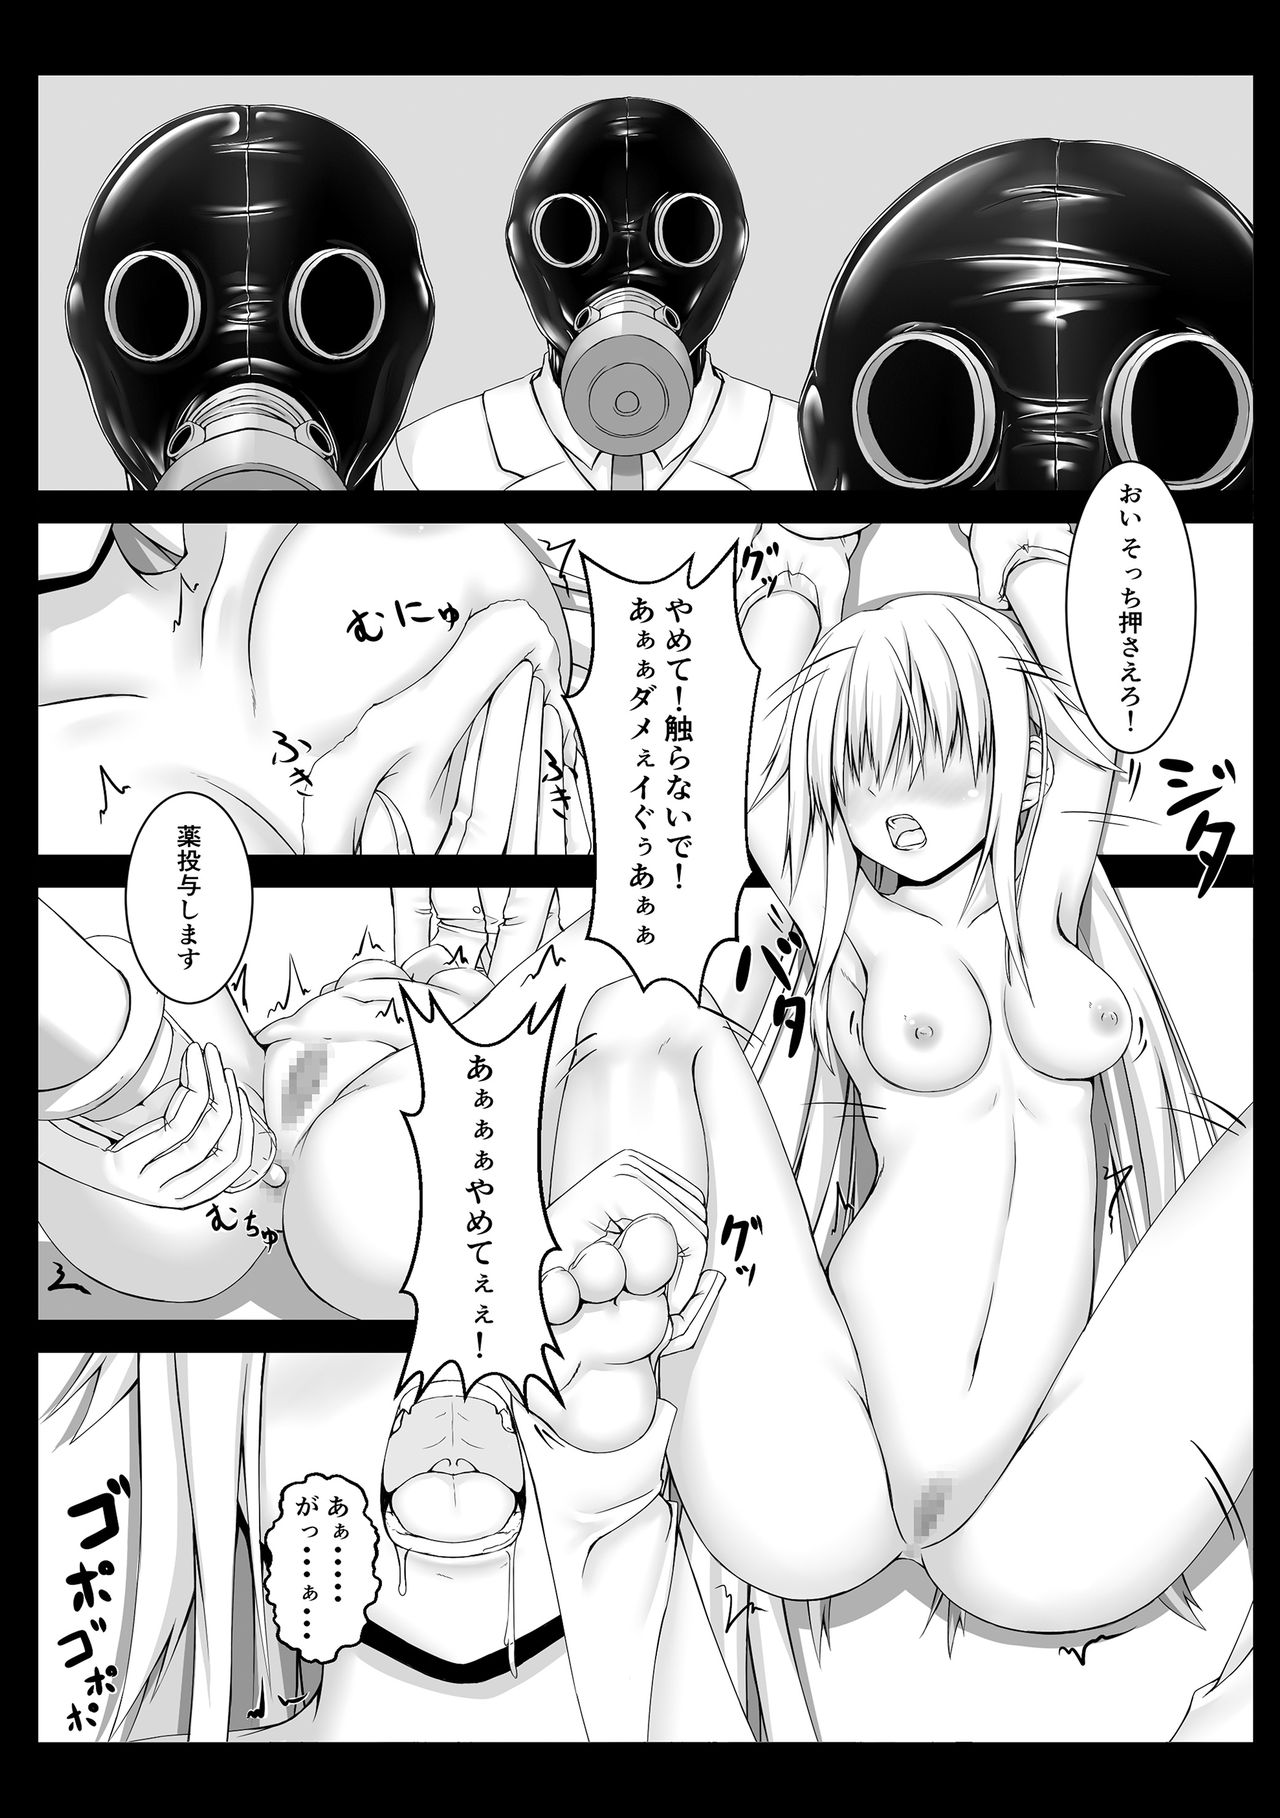 おい そっち押さえろ！
グッ
ジタ
やめて！触らないで！
あぁぁダメぇイぐぅあぁぁ
むにゅ
ふき
ふき
バタ
バタ
薬投与します
あぁぁぁやめてぇぇ！
むちゅ
グッ
あぁ‥‥‥
がっ‥‥ぁ‥‥
ゴポ
ゴポポ